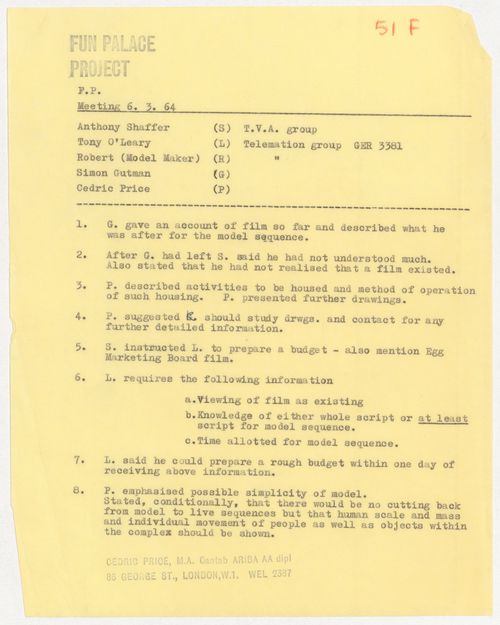 51 F
FUN PALACE
PROJECT
F.P.
Meeting 6. 3. 64
Anthony Shaffer (S) T.V.A. group
Tony O'Leary (L) Telemation group GER 3381
Robert (Model Maker) (R) "
Simon Gutman (G)
Cedric Price (P)
1. G. gave an account of film so far and described what he
was after for the model sequence.
2. After G. had left S. said he had not understood much.
Also stated that he had not realised that a film existed.
3. P. described activities to be housed and method of operation
of such housing. P. presented further drawings.
4. P. suggested L. should study drwgs. and contact for any
further detailed information.
5. S. instructed L. to prepare a budget - also mention Egg
Marketing Board film.
6. L. requires the following information
a. Viewing of film as existing
b. Knowledge of either whole script or at least
script for model sequence.
c. Time allotted for model sequence.
7. L. said he could prepare a rough budget within one day of
receiving above information.
8. P. emphasised possible simplicity of model.
Stated, conditionally, that there would be no cutting back
from model to live sequences but that human scale and mass
and individual movement of people as well as objects within
the complex should be shown.
CEDRIC PRICE, M.A. Cantab ARIBA AA dipl
86 GEORGE ST., LONDON,W.1. WEL 2387